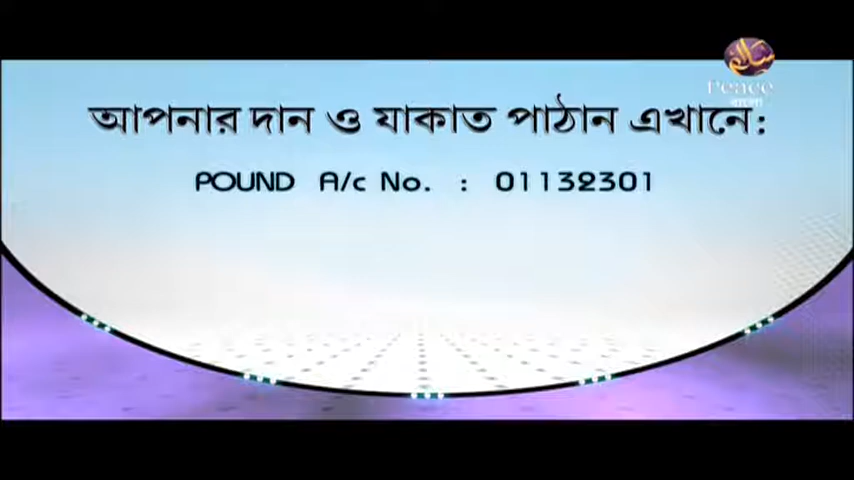 Peace
বাংলা
আপনার দান ও যাকাত পাঠান এখানে:
POUND A/c No. : 01132301